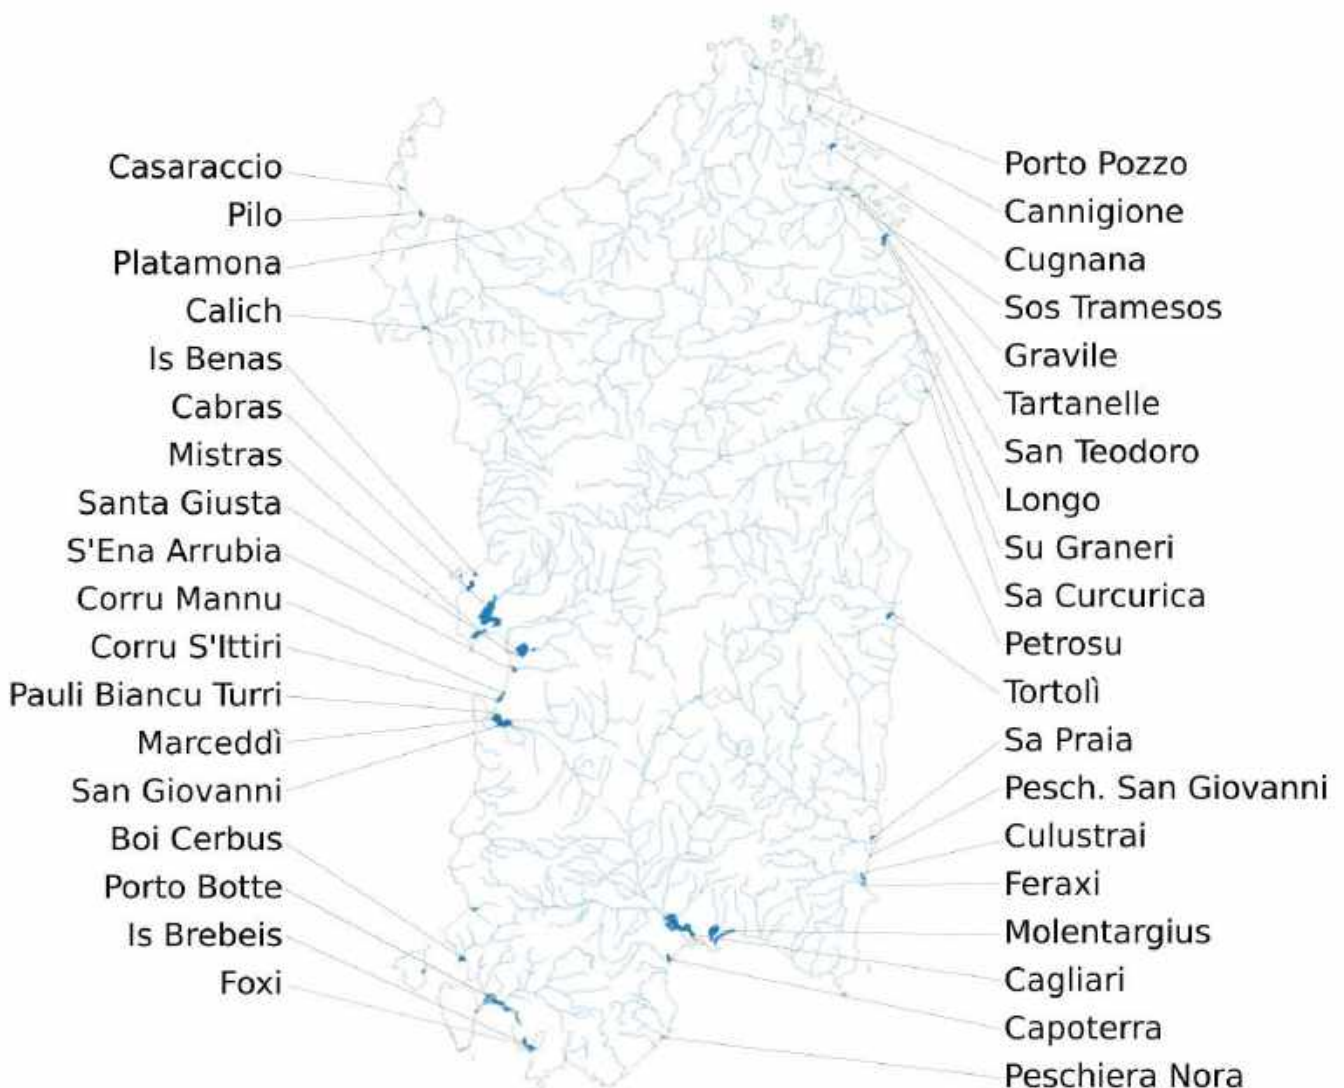 Casaraccio
Pilo
Platamona
Calich
Is Benas
Cabras
Mistras
Santa Giusta
S'Ena Arrubia
Corru Mannu
Corru S'Ittiri
Pauli Biancu Turri
Marceddì
San Giovanni
Boi Cerbus
Porto Botte
Is Brebeis
Foxi
Porto Pozzo
Cannigione
Cugnana
Sos Tramesos
Gravile
Tartanelle
San Teodoro
Longo
Su Graneri
Sa Curcurica
Petrosu
Tortolì
Sa Praia
Pesch. San Giovanni
Culustrai
Feraxi
Molentargius
Cagliari
Capoterra
Peschiera Nora